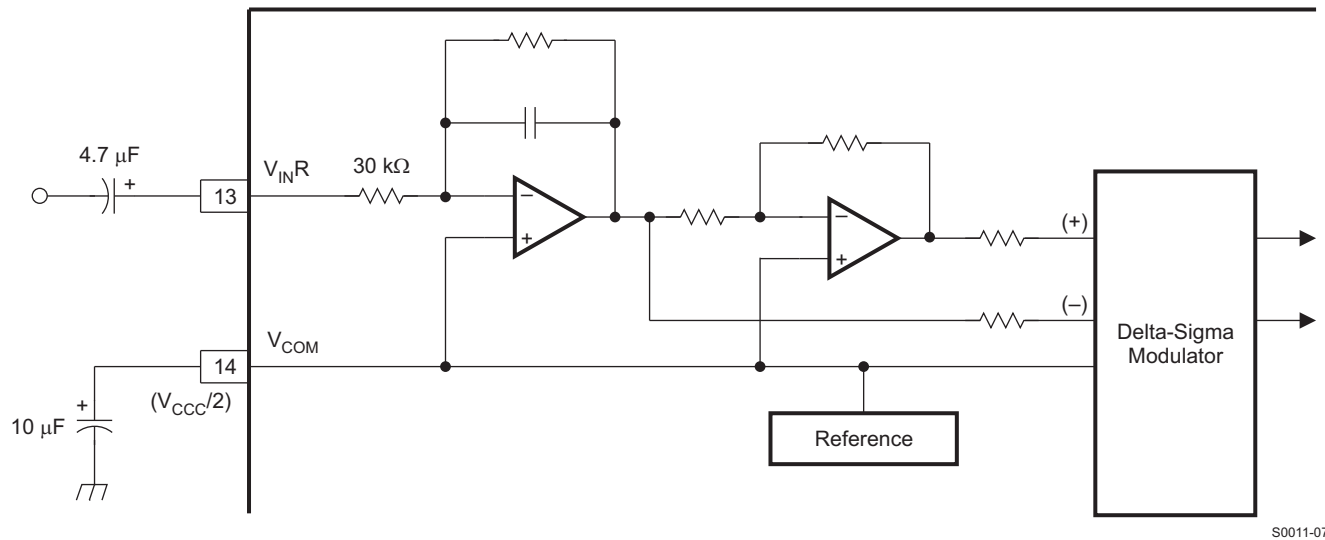 4.7 μF
+
13
V_INR
30 kΩ
−
+
−
+
(+)
(–)
Delta-Sigma
Modulator
V_COM
14
(V_CCC/2)
+
10 μF
Reference
S0011-07